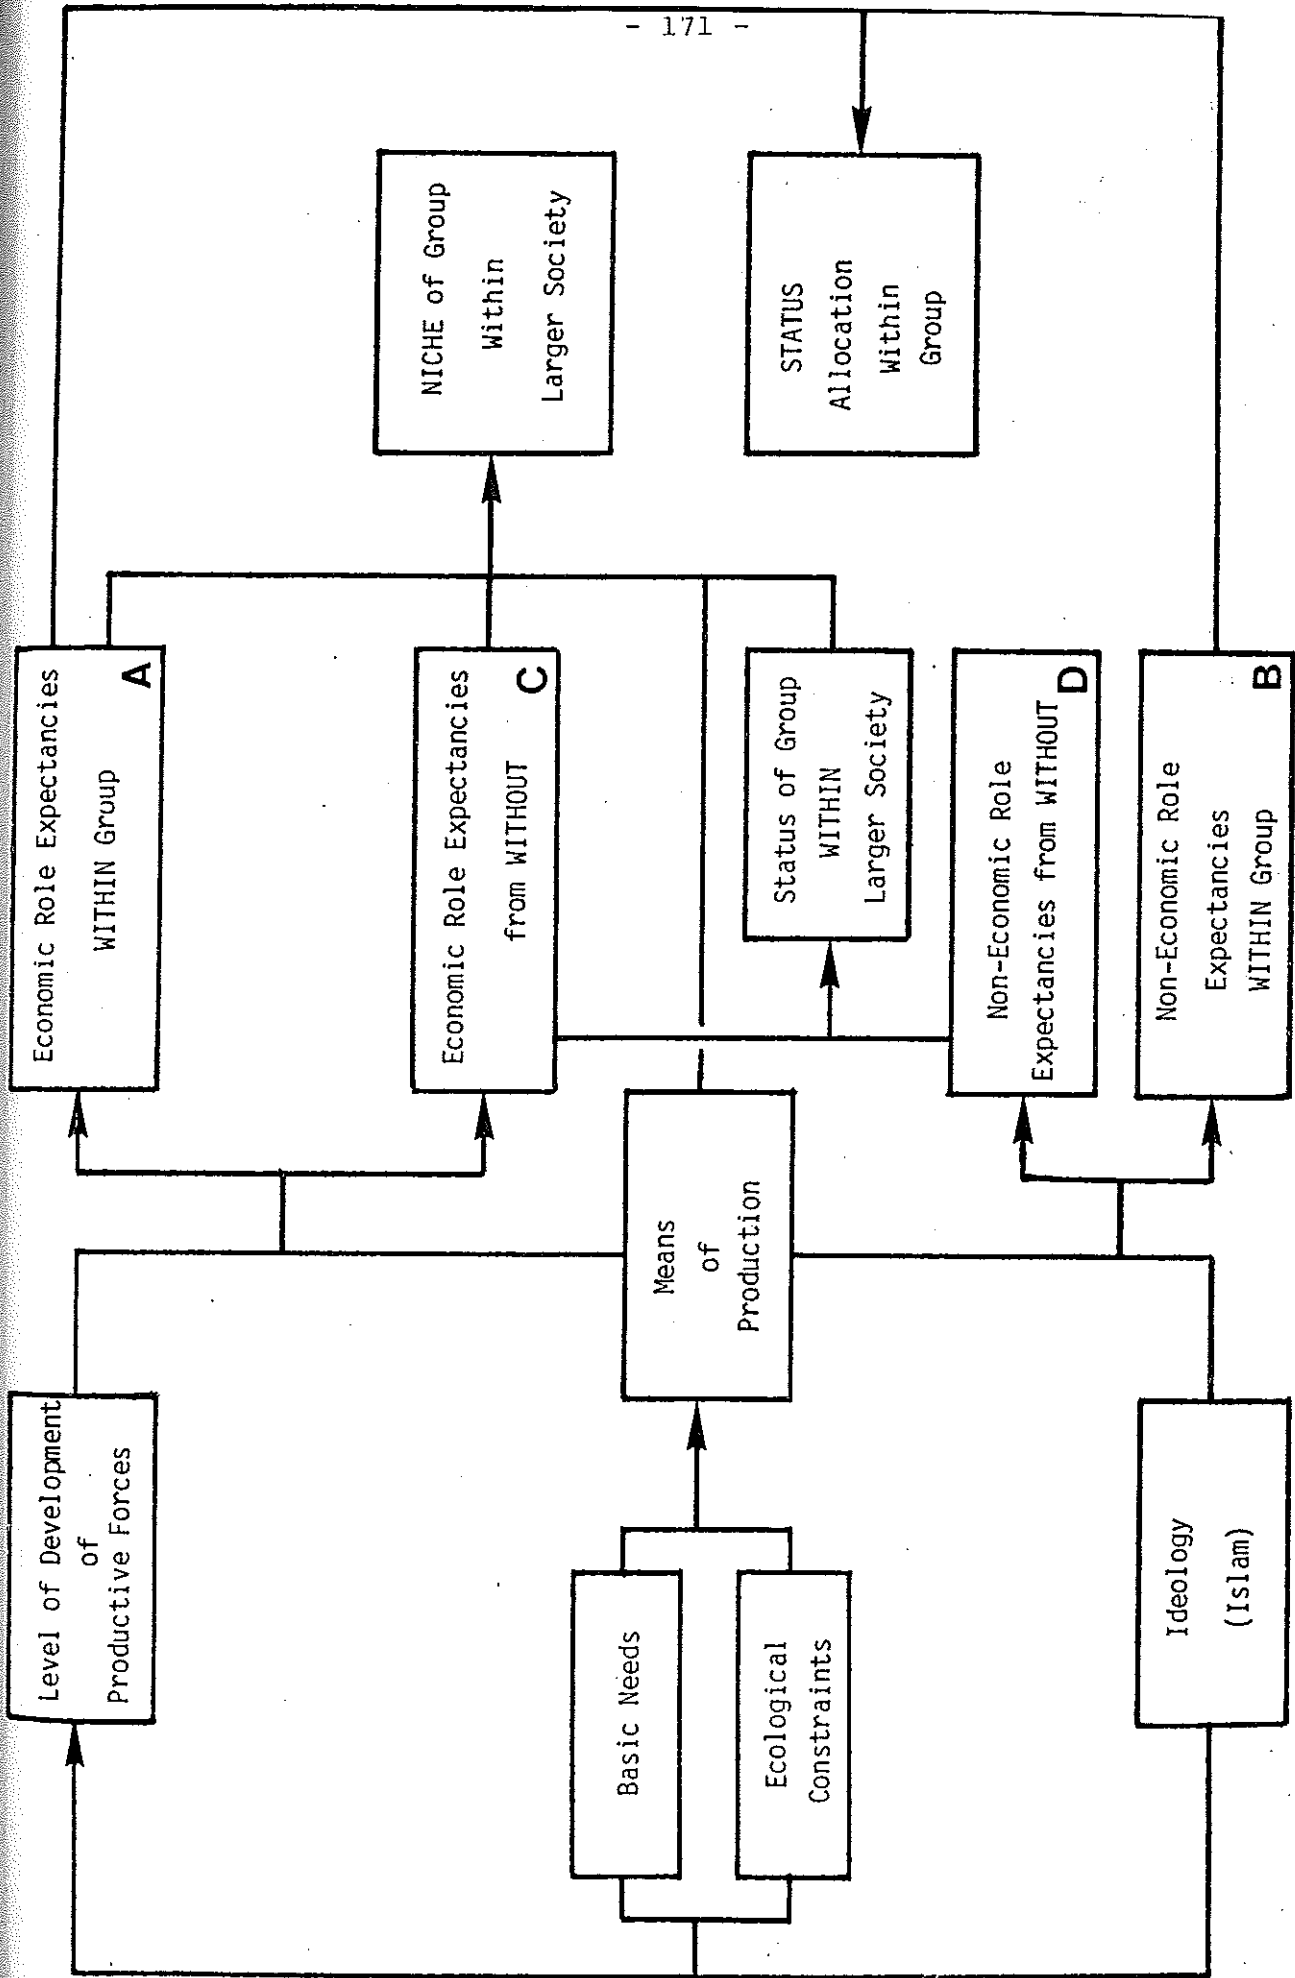 - 171 -
Level of Development
of
Productive Forces
Basic Needs
Ecological
Constraints
Ideology
(Islam)
Means
of
Production
Economic Role Expectancies
WITHIN Group
A
Economic Role Expectancies
from WITHOUT
C
Status of Group
WITHIN
Larger Society
Non-Economic Role
Expectancies from WITHOUT
D
Non-Economic Role
Expectancies
WITHIN Group
B
NICHE of Group
Within
Larger Society
STATUS
Allocation
Within
Group